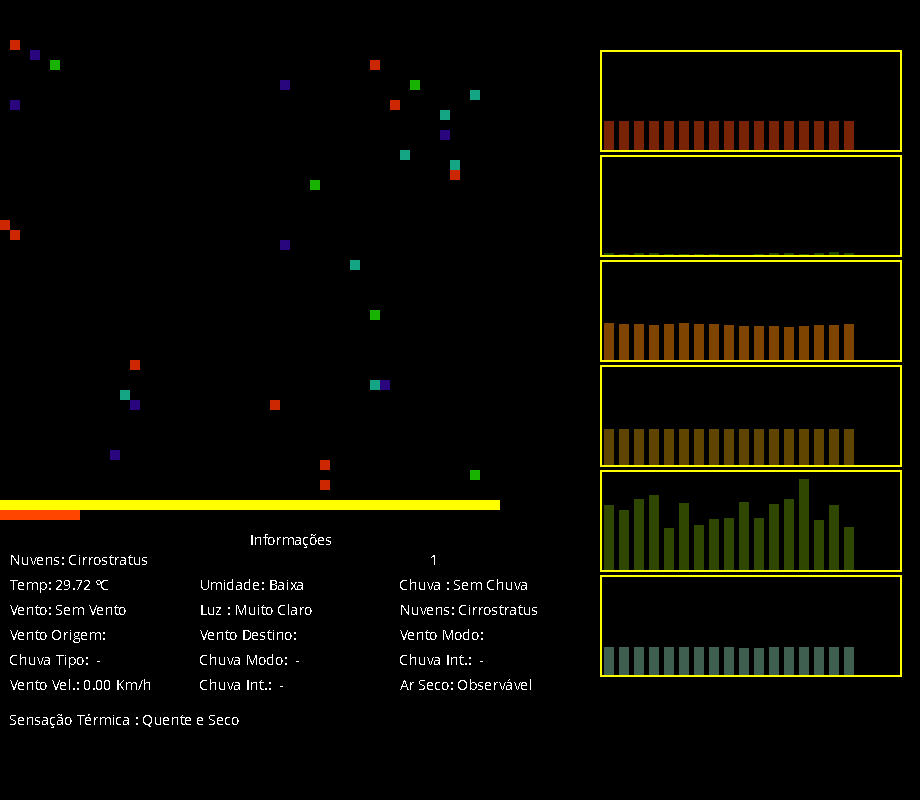 Informações
Nuvens: Cirrostratus 1
Temp: 29.72 ºC Umidade: Baixa Chuva : Sem Chuva
Vento: Sem Vento Luz : Muito Claro Nuvens: Cirrostratus
Vento Origem: Vento Destino: Vento Modo:
Chuva Tipo: - Chuva Modo: - Chuva Int.: -
Vento Vel.: 0.00 Km/h Chuva Int.: - Ar Seco: Observável
Sensação Térmica : Quente e Seco